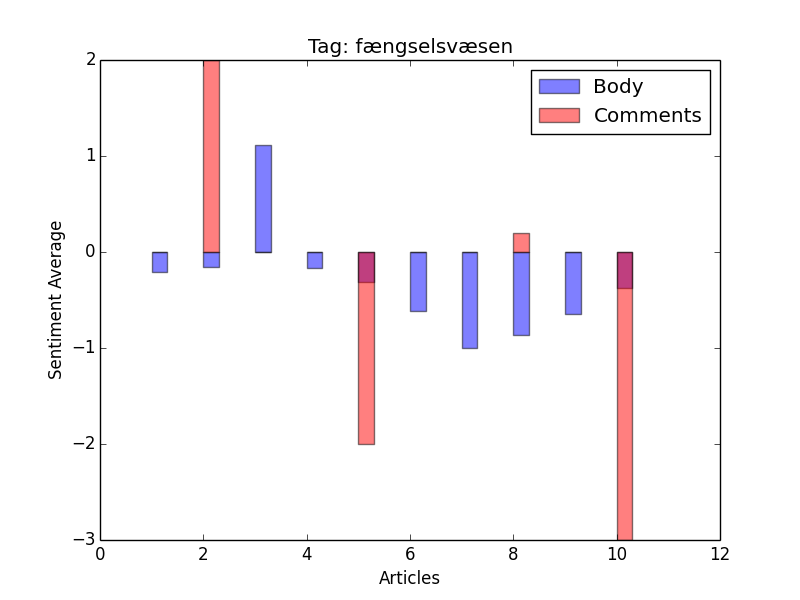 Tag: fængselsvæsen
Body
Comments
2
1
0
−1
−2
−3
Sentiment Average
0 2 4 6 8 10 12
Articles